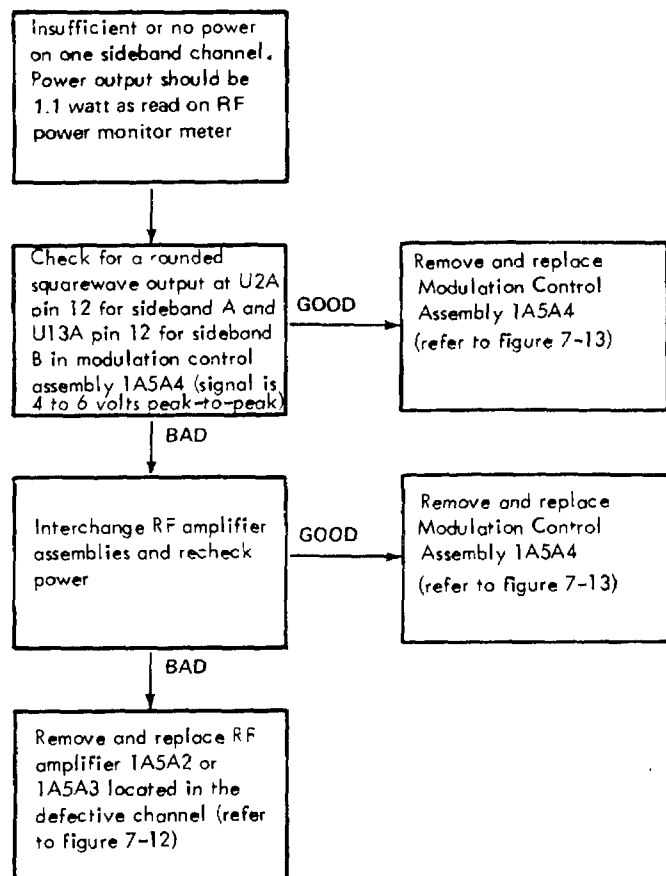 Insufficient or no power
on one sideband channel.
Power output should be
1.1 watt as read on RF
power monitor meter
Check for a rounded
squarewave output at U2A
pin 12 for sideband A and
U13A pin 12 for sideband
B in modulation control
assembly 1A5A4 (signal is
4 to 6 volts peak-to-peak)
GOOD
Remove and replace
Modulation Control
Assembly 1A5A4
(refer to figure 7-13)
BAD
Interchange RF amplifier
assemblies and recheck
power
GOOD
Remove and replace
Modulation Control
Assembly 1A5A4
(refer to figure 7-13)
BAD
Remove and replace RF
amplifier 1A5A2 or
1A5A3 located in the
defective channel (refer
to figure 7-12)